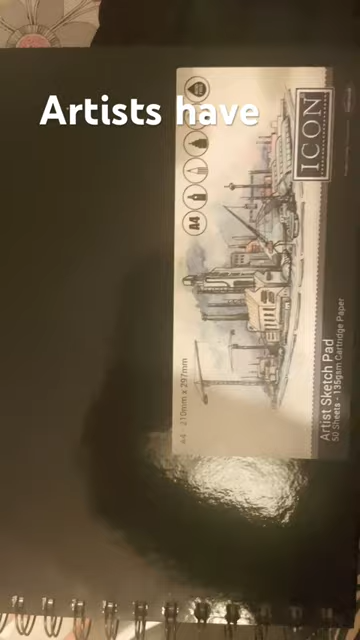 Artists have
ICON
A4
A4 - 210mm x 297mm
Artist Sketch Pad
50 Sheets - 135gsm Cartridge Paper